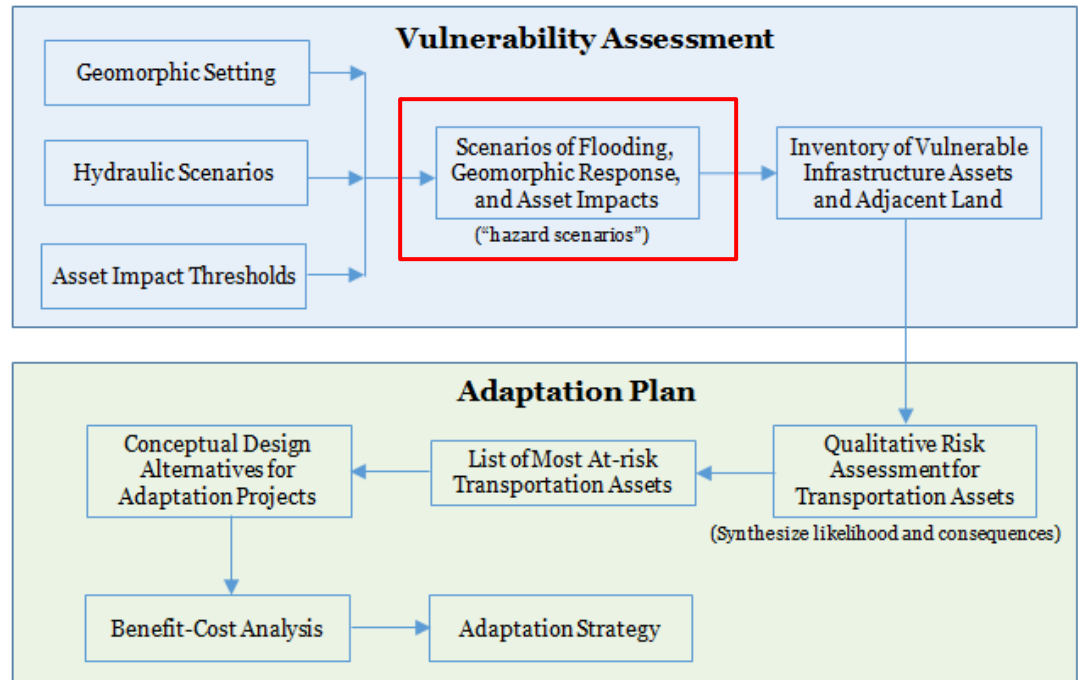 Vulnerability Assessment
Geomorphic Setting
Hydraulic Scenarios
Asset Impact Thresholds
Scenarios of Flooding,
Geomorphic Response,
and Asset Impacts
(“hazard scenarios”)
Inventory of Vulnerable
Infrastructure Assets
and Adjacent Land
Adaptation Plan
Qualitative Risk
Assessment for
Transportation Assets
(Synthesize likelihood and consequences)
List of Most At-risk
Transportation Assets
Conceptual Design
Alternatives for
Adaptation Projects
Benefit-Cost Analysis
Adaptation Strategy